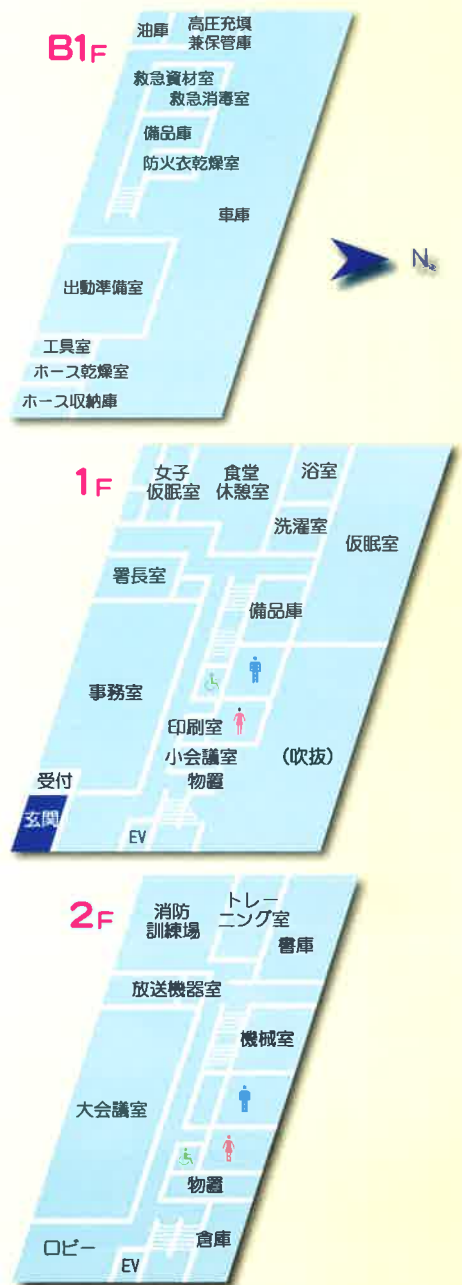 B1F
油庫
高圧充填
兼保管庫
救急資材室
救急消毒室
備品庫
防火衣乾燥室
車庫
N
出動準備室
工具室
ホース乾燥室
ホース収納庫
1F
女子
仮眠室
食堂
休憩室
浴室
洗濯室
仮眠室
署長室
備品庫
事務室
印刷室
小会議室
(吹抜)
物置
受付
玄関
EV
2F
消防
訓練場
トレー
ニング室
書庫
放送機器室
機械室
大会議室
物置
倉庫
ロビー
EV